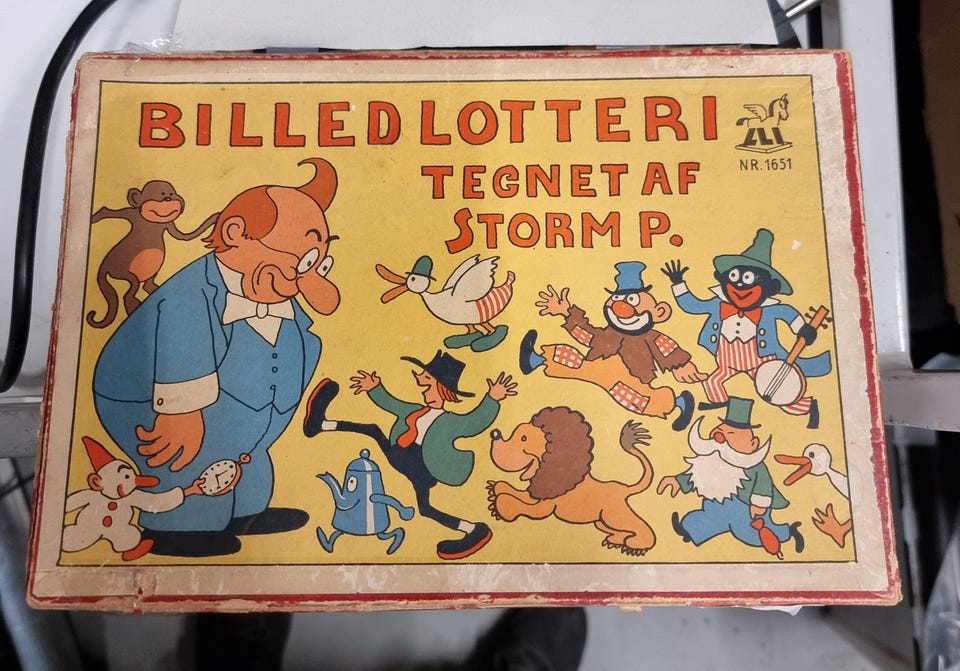 BILLEDLOTTERI
TEGNET AF
STORM P.
NR. 1651